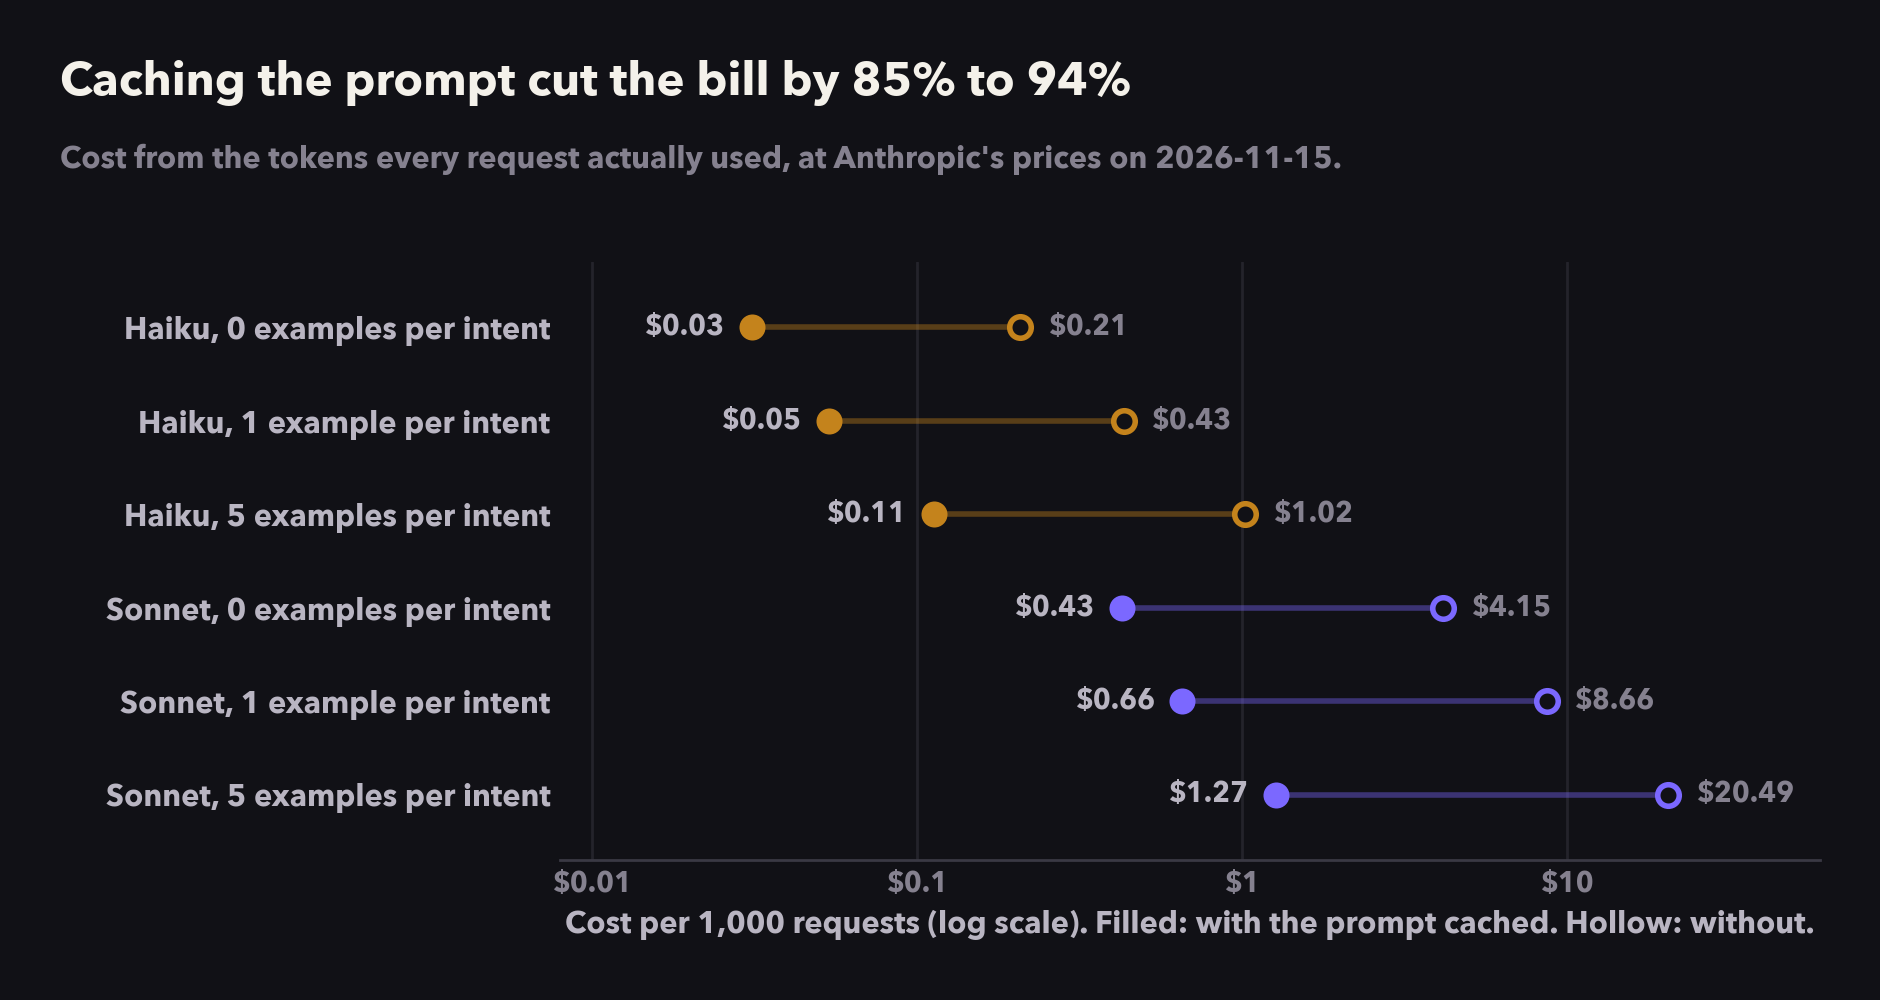 Caching the prompt cut the bill by 85% to 94%
Cost from the tokens every request actually used, at Anthropic's prices on 2026-11-15.
Haiku, 0 examples per intent
$0.03
$0.21
Haiku, 1 example per intent
$0.05
$0.43
Haiku, 5 examples per intent
$0.11
$1.02
Sonnet, 0 examples per intent
$0.43
$4.15
Sonnet, 1 example per intent
$0.66
$8.66
Sonnet, 5 examples per intent
$1.27
$20.49
$0.01
$0.1
$1
$10
Cost per 1,000 requests (log scale). Filled: with the prompt cached. Hollow: without.